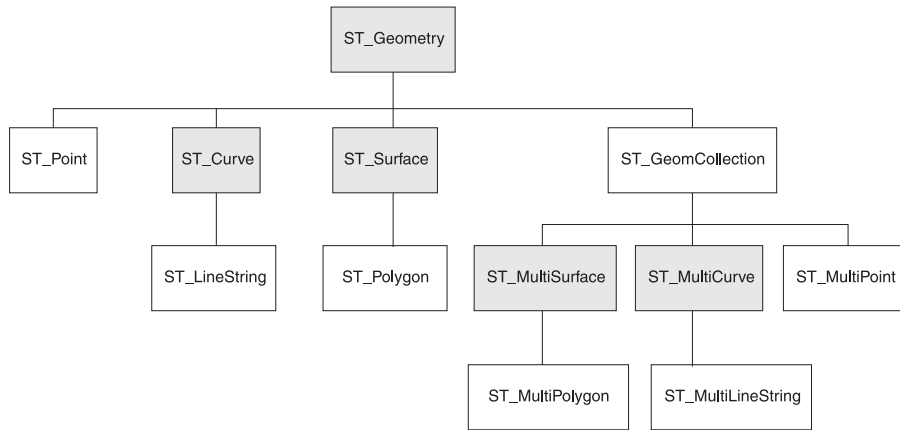 ST_Geometry
ST_Point
ST_Curve
ST_Surface
ST_GeomCollection
ST_LineString
ST_Polygon
ST_MultiSurface
ST_MultiCurve
ST_MultiPoint
ST_MultiPolygon
ST_MultiLineString